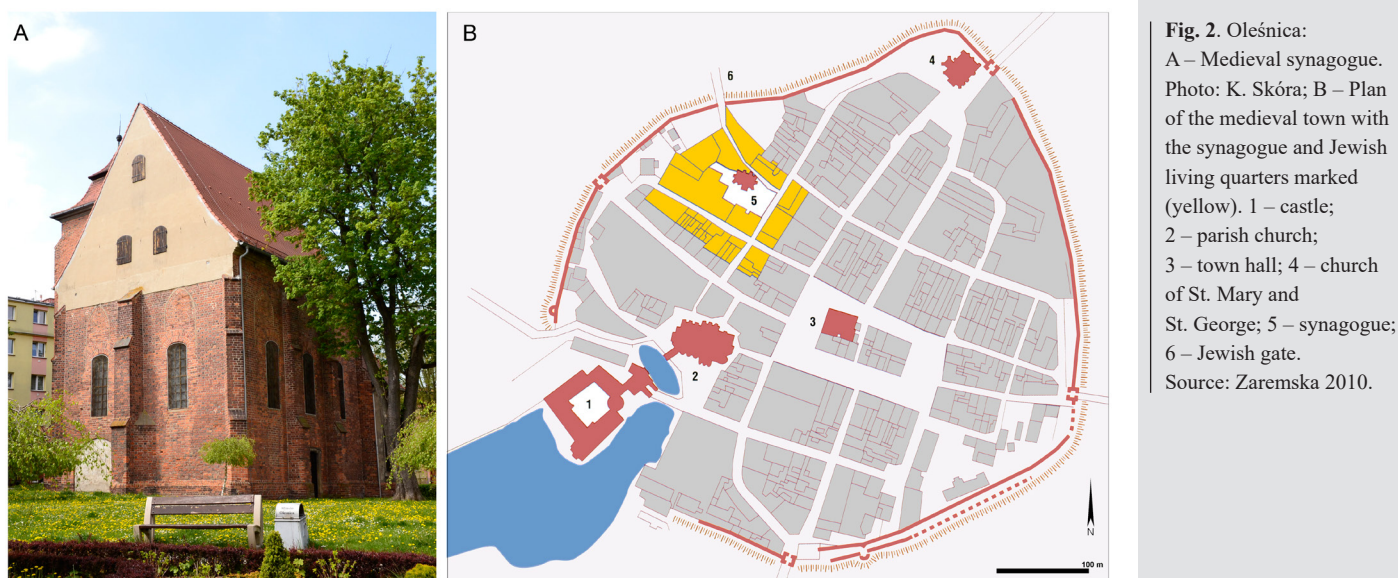 A
B
6
4
5
3
2
1
N
100 m
Fig. 2. Oleśnica:
A – Medieval synagogue.
Photo: K. Skóra; B – Plan
of the medieval town with
the synagogue and Jewish
living quarters marked
(yellow). 1 – castle;
2 – parish church;
3 – town hall; 4 – church
of St. Mary and
St. George; 5 – synagogue;
6 – Jewish gate.
Source: Zaremska 2010.